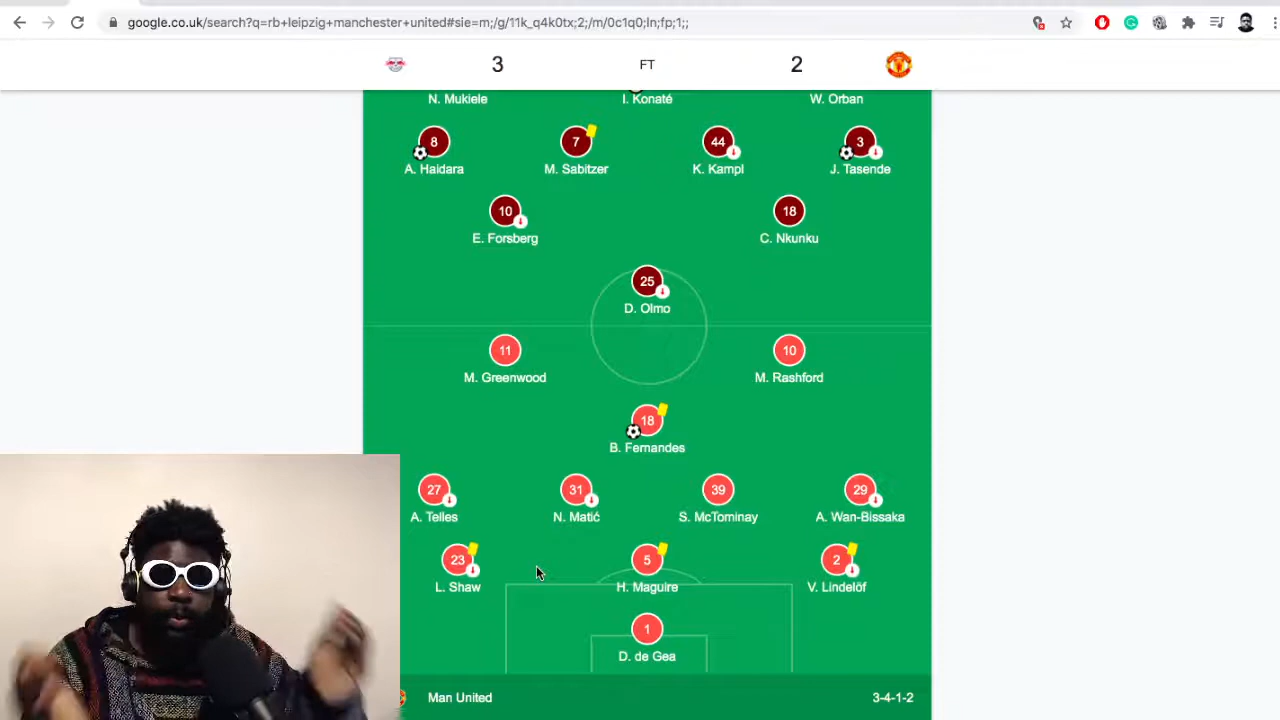 google.co.uk/search?q=rb+leipzig+manchester+united#sie=m;/g/11k_q4k0tx;2;/m/0c1q0;ln;fp;1;;
3 FT 2
N. Mukiele I. Konaté W. Orban
8 7 44 3
A. Haidara M. Sabitzer K. Kampl J. Tasende
10 18
E. Forsberg C. Nkunku
25
D. Olmo
11 10
M. Greenwood M. Rashford
18
B. Fernandes
27 31 39 29
A. Telles N. Matić S. McTominay A. Wan-Bissaka
23 5 2
L. Shaw H. Maguire V. Lindelöf
1
D. de Gea
Man United 3-4-1-2